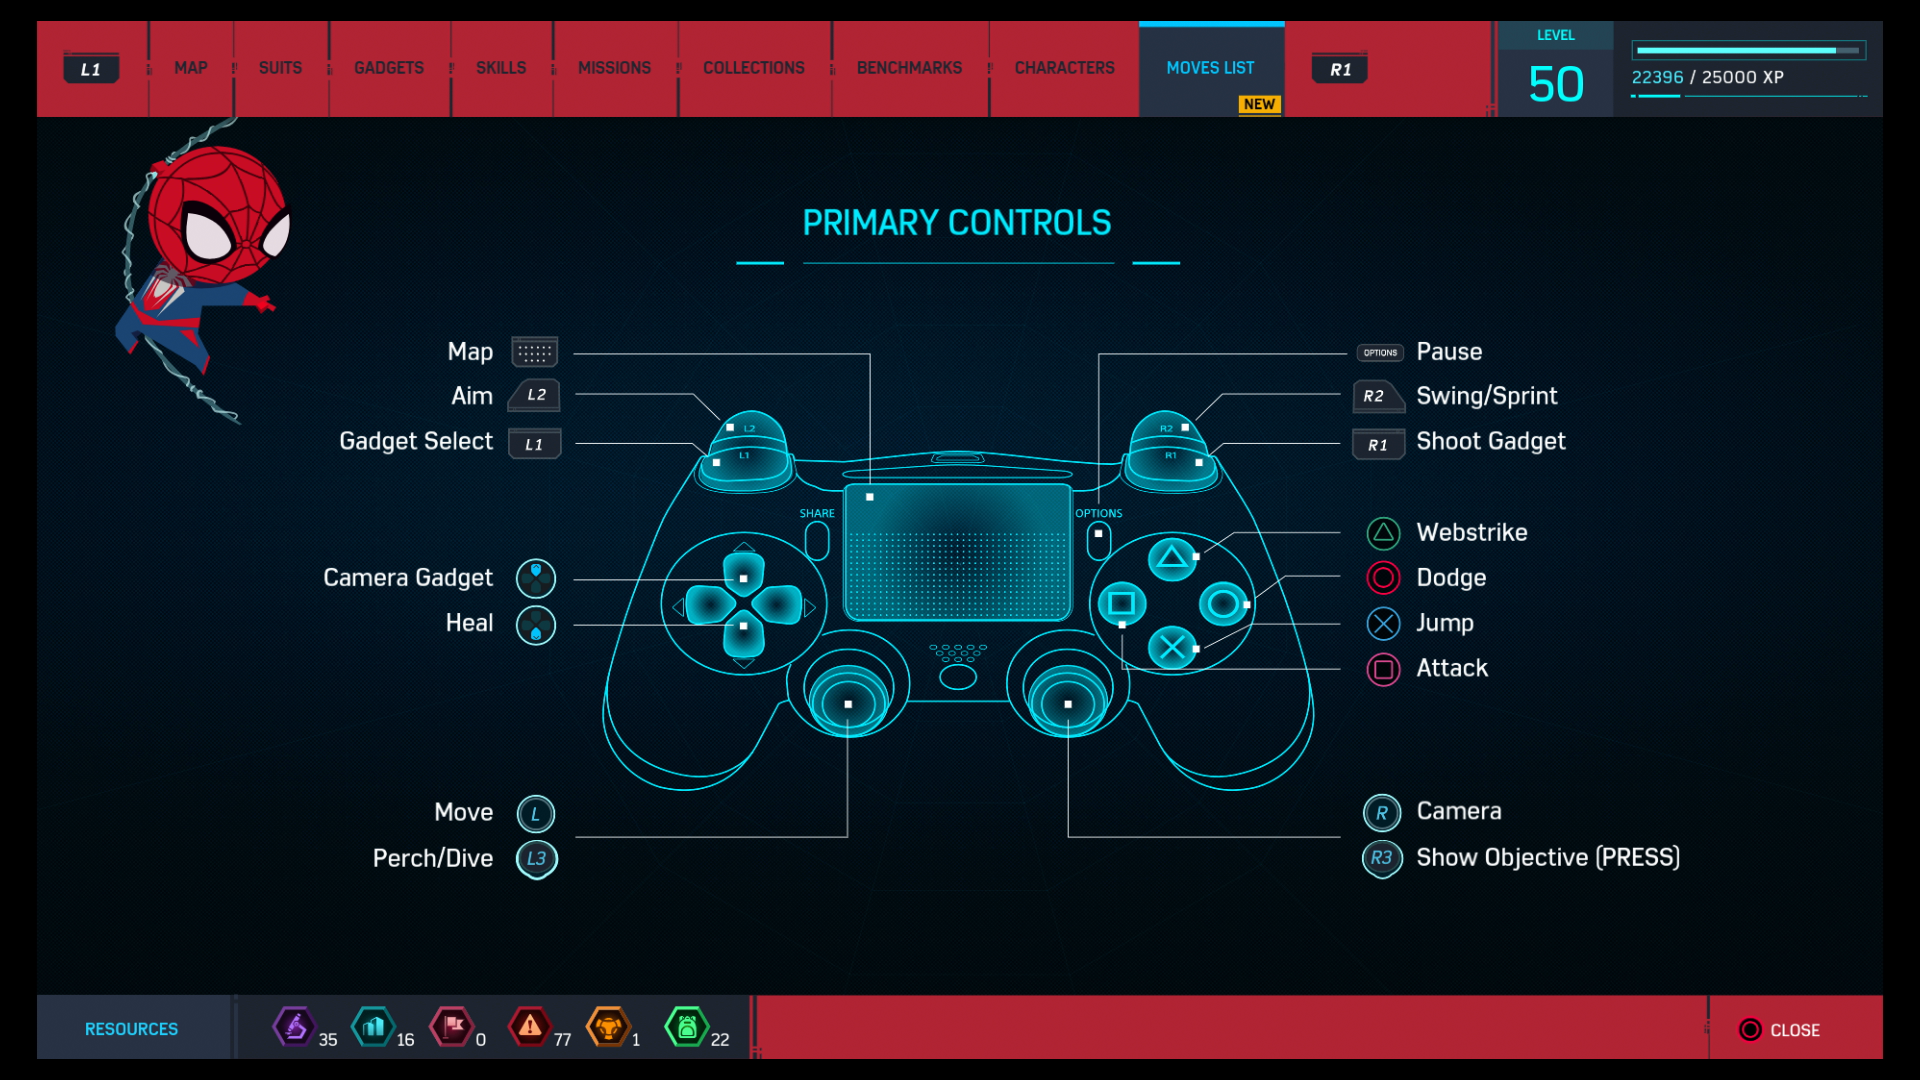 L1
MAP
SUITS
GADGETS
SKILLS
MISSIONS
COLLECTIONS
BENCHMARKS
CHARACTERS
MOVES LIST
NEW
R1
LEVEL
50
22396 / 25000 XP
PRIMARY CONTROLS
Map
Aim L2
Gadget Select L1
Camera Gadget
Heal
Move L
Perch/Dive L3
L2
L1
SHARE
OPTIONS
R2
R1
OPTIONS Pause
R2 Swing/Sprint
R1 Shoot Gadget
Webstrike
Dodge
Jump
Attack
R Camera
R3 Show Objective (PRESS)
RESOURCES
35
16
0
77
1
22
CLOSE